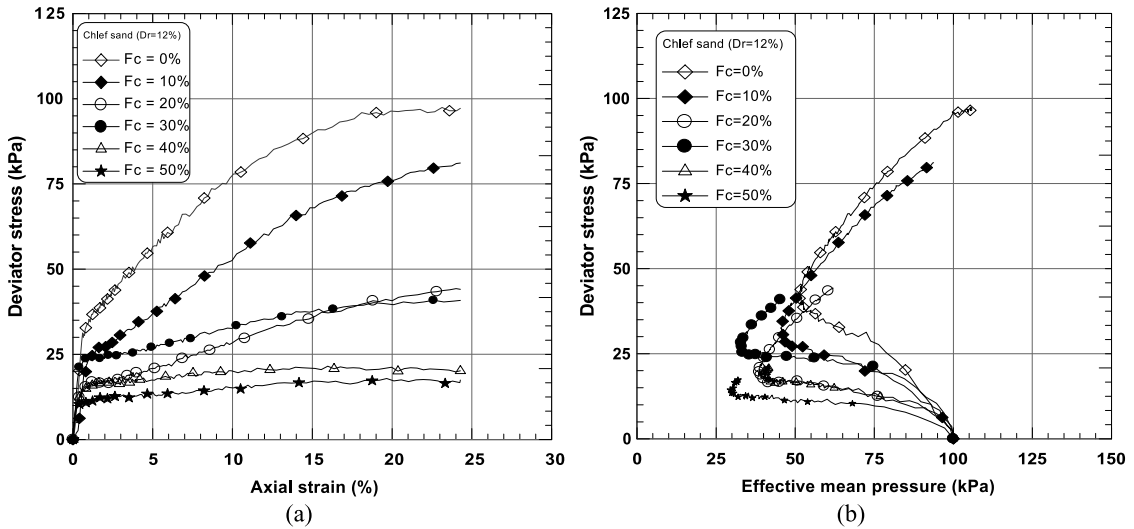 125
100
75
50
25
0
Deviator stress (kPa)
Chlef sand (Dr=12%)
Fc = 0%
Fc = 10%
Fc = 20%
Fc = 30%
Fc = 40%
Fc = 50%
0 5 10 15 20 25 30
Axial strain (%)
(a)
125
100
75
50
25
0
Deviator stress (kPa)
Chlef sand (Dr=12%)
Fc=0%
Fc=10%
Fc=20%
Fc=30%
Fc=40%
Fc=50%
0 25 50 75 100 125 150
Effective mean pressure (kPa)
(b)